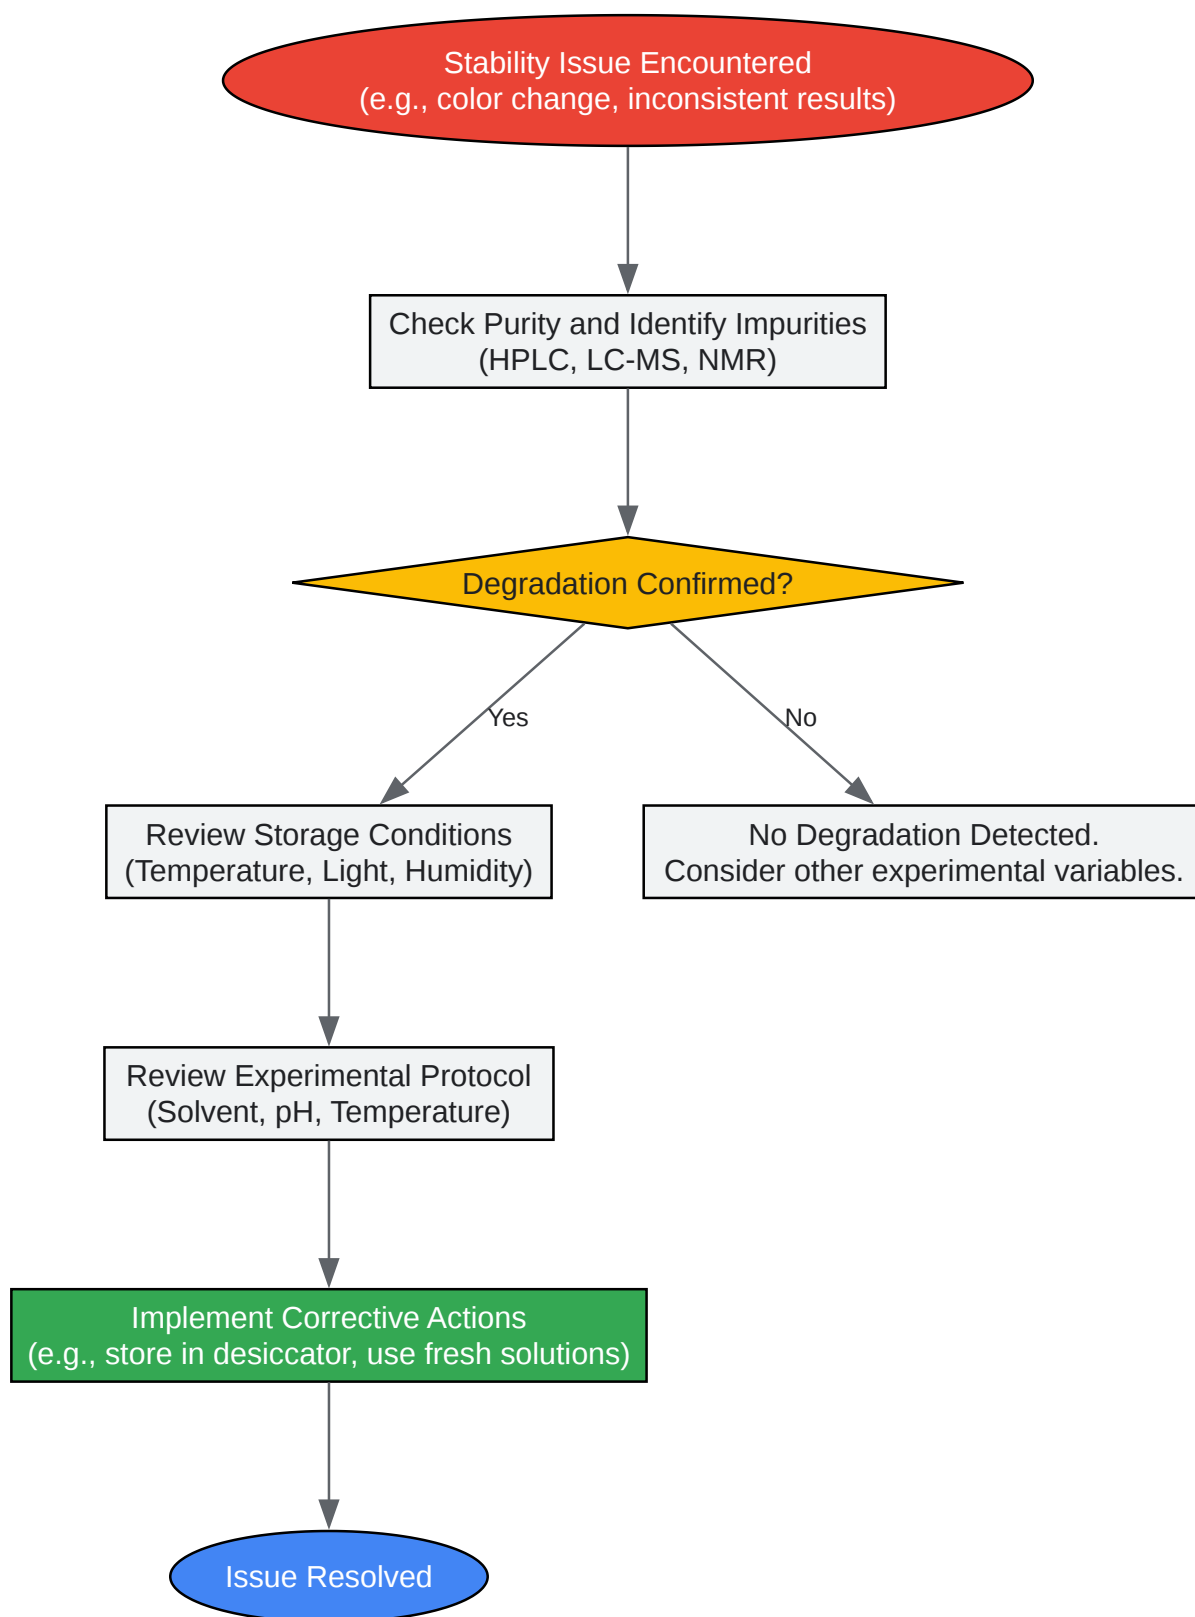 Stability Issue Encountered
(e.g., color change, inconsistent results)
Check Purity and Identify Impurities
(HPLC, LC-MS, NMR)
Degradation Confirmed?
Yes
No
Review Storage Conditions
(Temperature, Light, Humidity)
No Degradation Detected.
Consider other experimental variables.
Review Experimental Protocol
(Solvent, pH, Temperature)
Implement Corrective Actions
(e.g., store in desiccator, use fresh solutions)
Issue Resolved